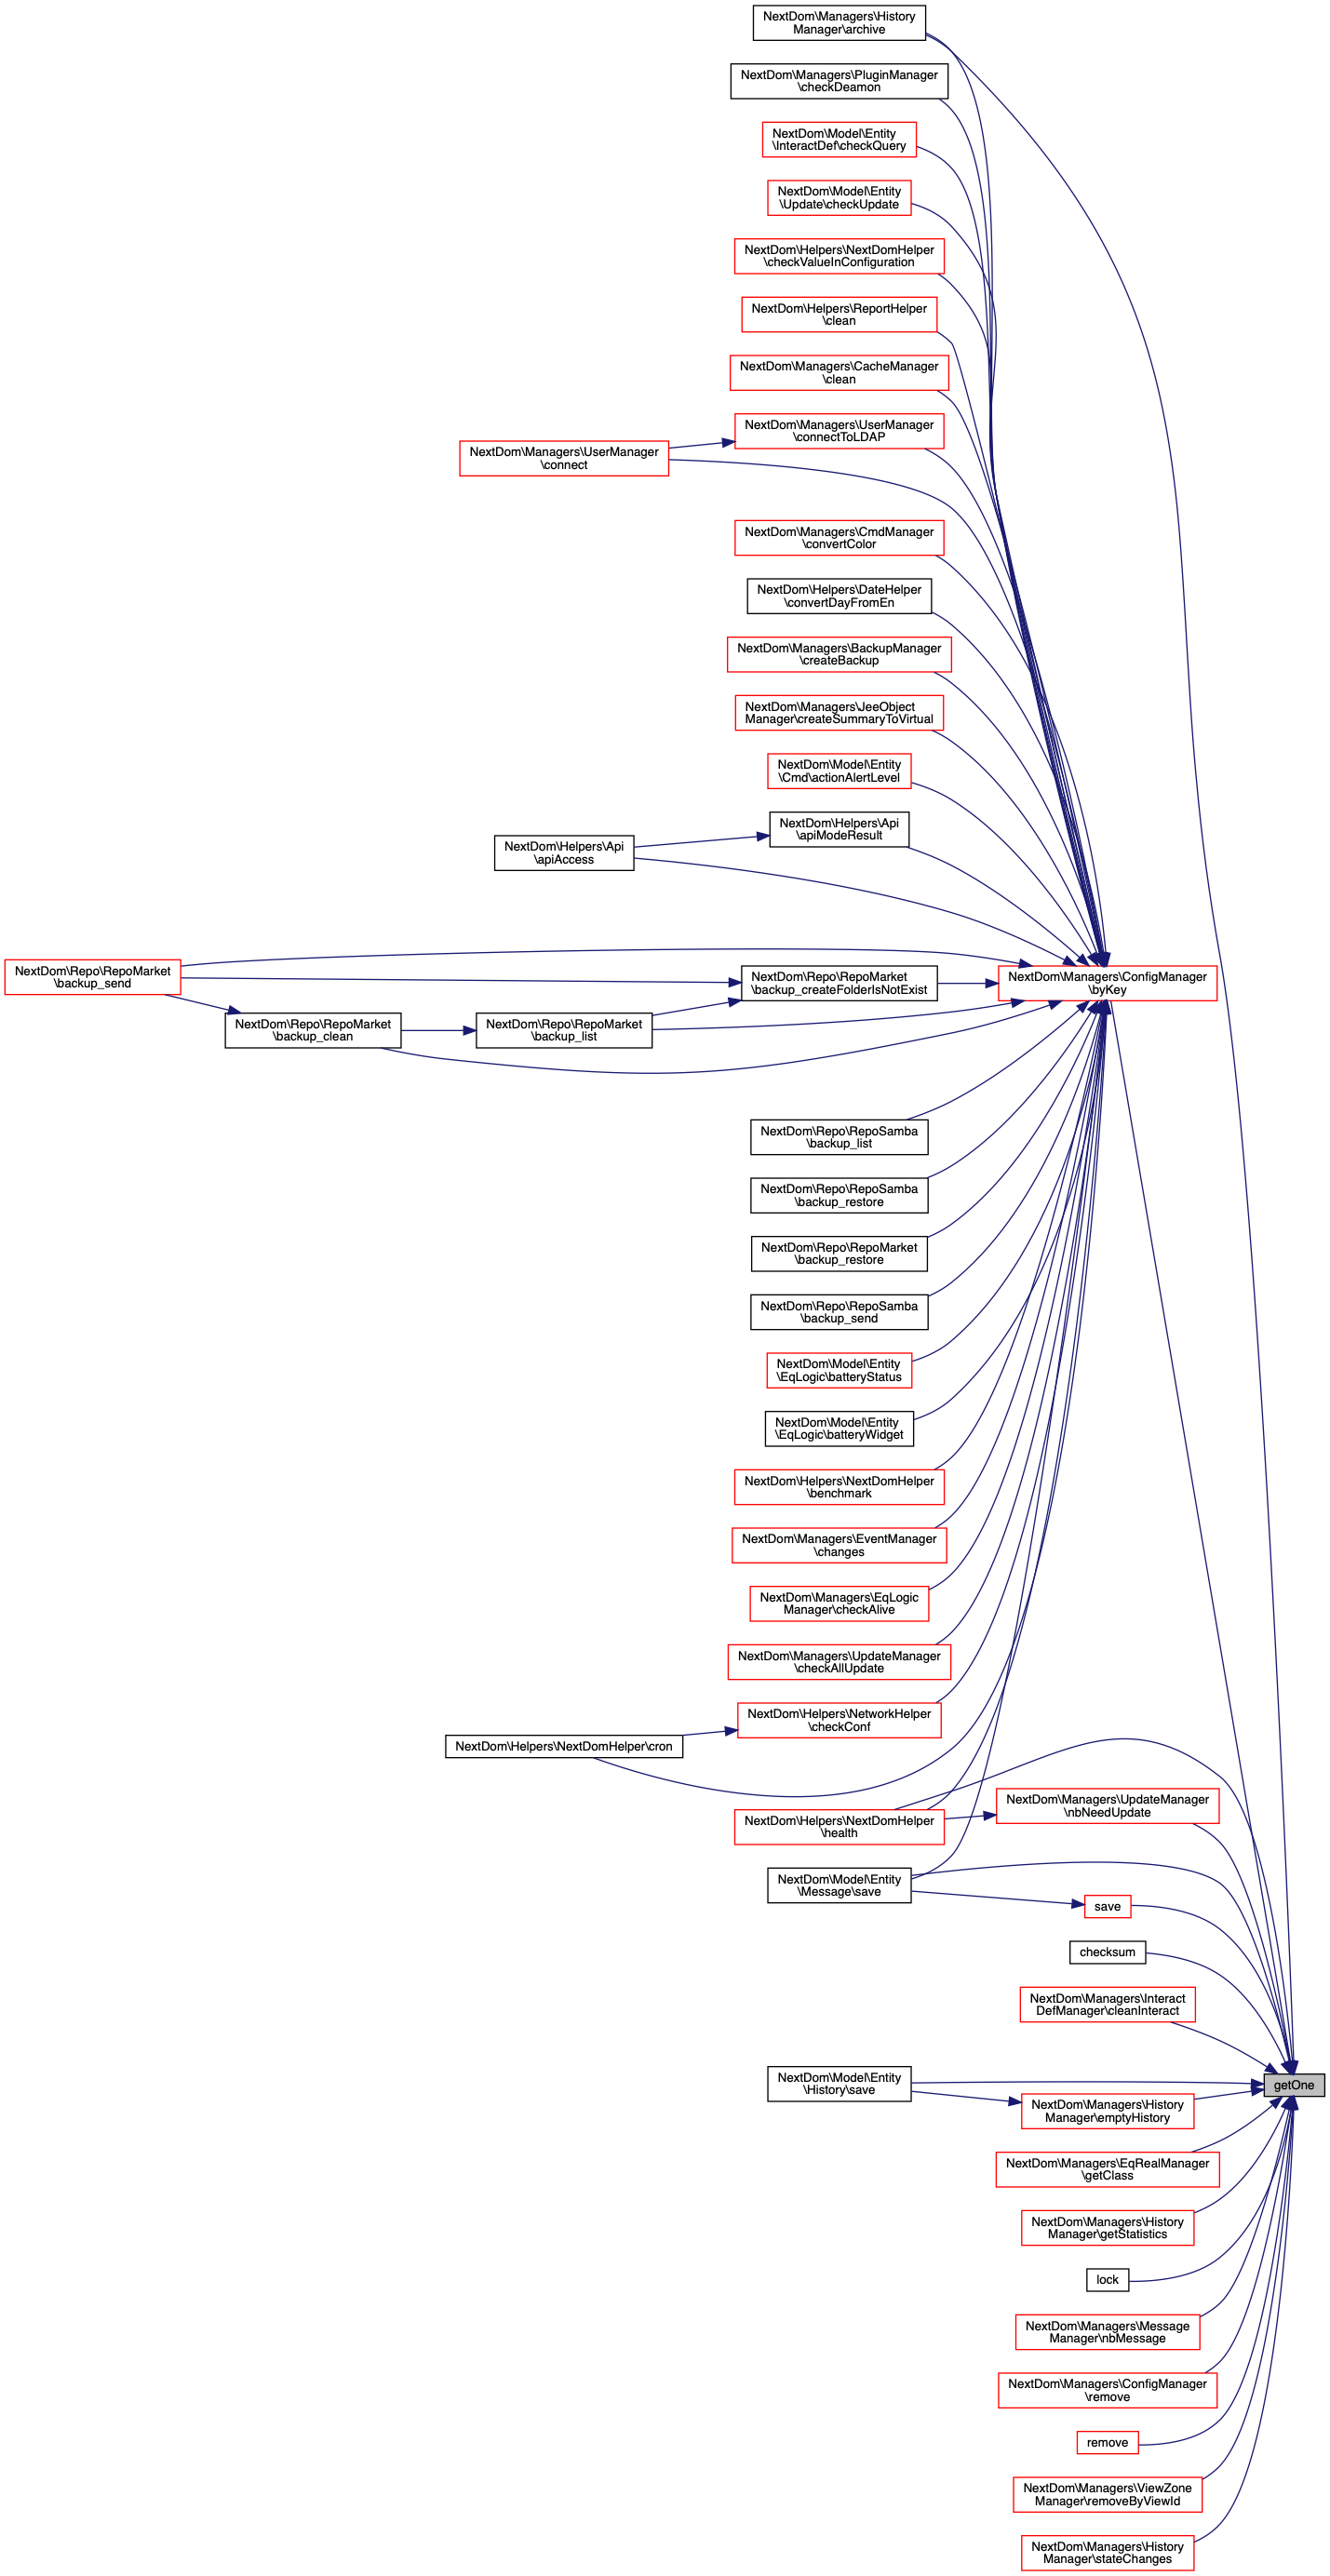 NextDom\Managers\History
Manager\archive
NextDom\Managers\PluginManager
\checkDeamon
NextDom\Model\Entity
\InteractDef\checkQuery
NextDom\Model\Entity
\Update\checkUpdate
NextDom\Helpers\NextDomHelper
\checkValueInConfiguration
NextDom\Helpers\ReportHelper
\clean
NextDom\Managers\CacheManager
\clean
NextDom\Managers\UserManager
\connectToLDAP
NextDom\Managers\UserManager
\connect
NextDom\Managers\CmdManager
\convertColor
NextDom\Helpers\DateHelper
\convertDayFromEn
NextDom\Managers\BackupManager
\createBackup
NextDom\Managers\JeeObject
Manager\createSummaryToVirtual
NextDom\Model\Entity
\Cmd\actionAlertLevel
NextDom\Helpers\Api
\apiModeResult
NextDom\Helpers\Api
\apiAccess
NextDom\Repo\RepoMarket
\backup_send
NextDom\Repo\RepoMarket
\backup_createFolderIsNotExist
NextDom\Managers\ConfigManager
\byKey
NextDom\Repo\RepoMarket
\backup_clean
NextDom\Repo\RepoMarket
\backup_list
NextDom\Repo\RepoSamba
\backup_list
NextDom\Repo\RepoSamba
\backup_restore
NextDom\Repo\RepoMarket
\backup_restore
NextDom\Repo\RepoSamba
\backup_send
NextDom\Model\Entity
\EqLogic\batteryStatus
NextDom\Model\Entity
\EqLogic\batteryWidget
NextDom\Helpers\NextDomHelper
\benchmark
NextDom\Managers\EventManager
\changes
NextDom\Managers\EqLogic
Manager\checkAlive
NextDom\Managers\UpdateManager
\checkAllUpdate
NextDom\Helpers\NetworkHelper
\checkConf
NextDom\Helpers\NextDomHelper\cron
NextDom\Managers\UpdateManager
\nbNeedUpdate
NextDom\Helpers\NextDomHelper
\health
NextDom\Model\Entity
\Message\save
save
checksum
NextDom\Managers\Interact
DefManager\cleanInteract
NextDom\Model\Entity
\History\save
getOne
NextDom\Managers\History
Manager\emptyHistory
NextDom\Managers\EqRealManager
\getClass
NextDom\Managers\History
Manager\getStatistics
lock
NextDom\Managers\Message
Manager\nbMessage
NextDom\Managers\ConfigManager
\remove
remove
NextDom\Managers\ViewZone
Manager\removeByViewId
NextDom\Managers\History
Manager\stateChanges